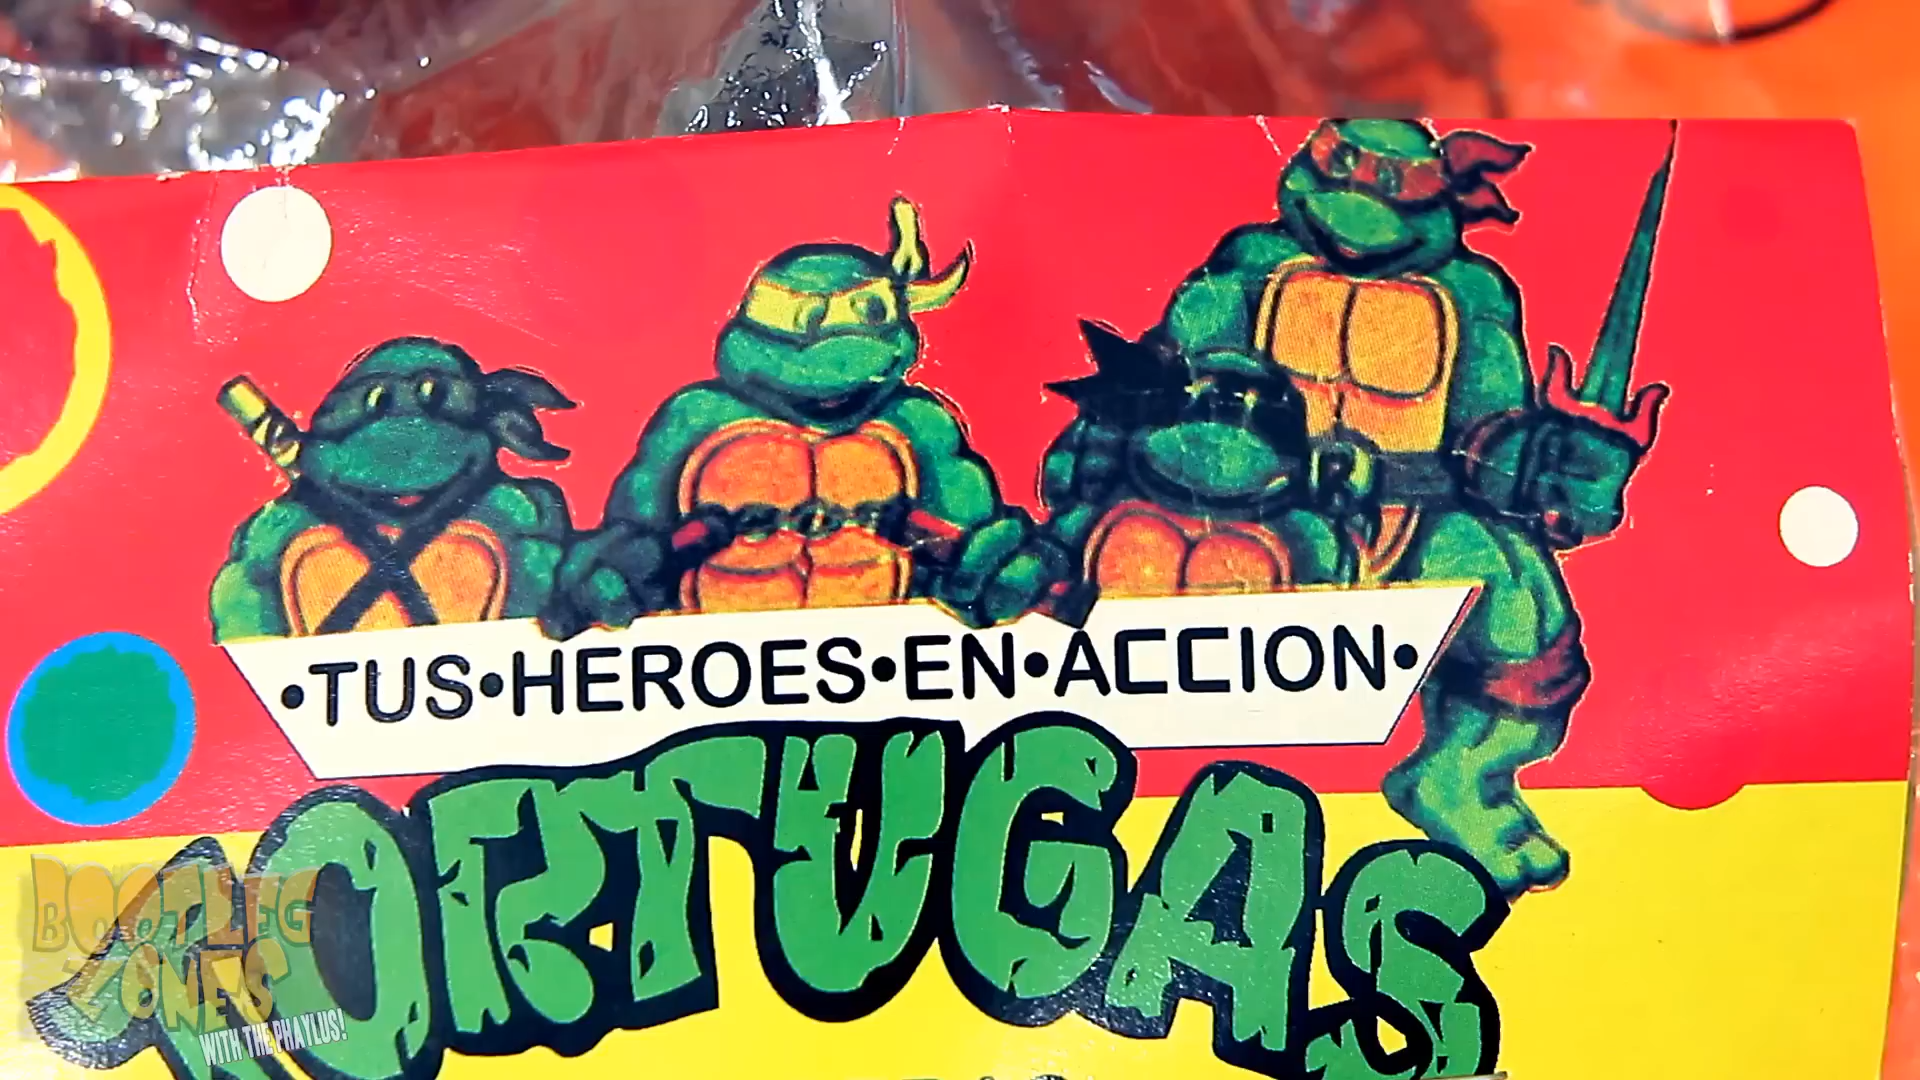 •TUS•HEROES•EN•ACCION•
TORTUGAS
BOOTLEG
ZONES
WITH THE PHAYLUS!